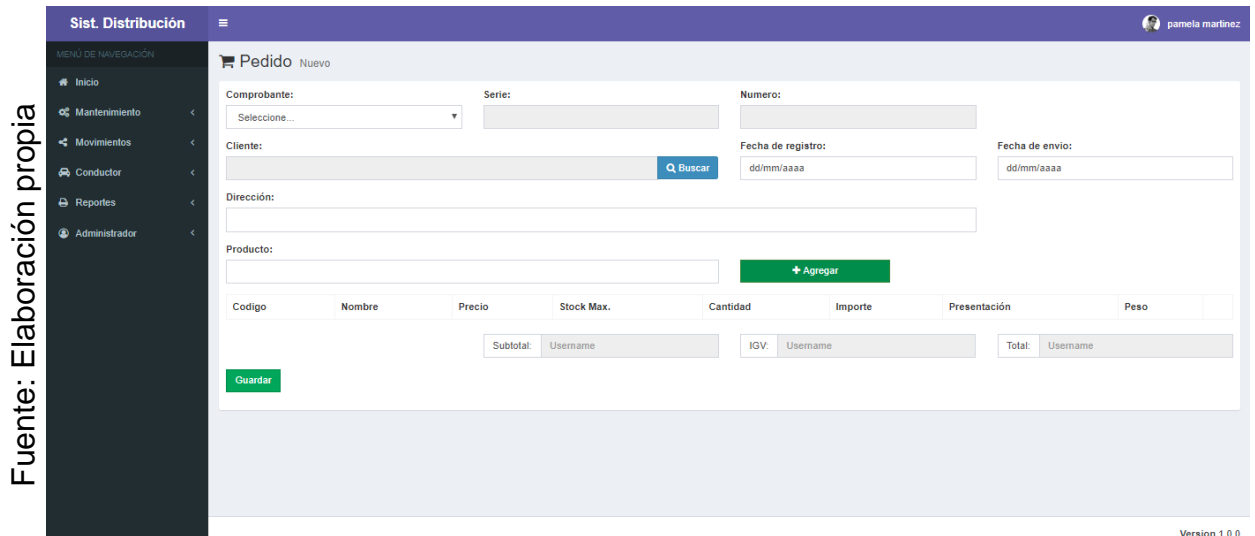 Fuente: Elaboración propia
Sist. Distribución
pamela martinez
MENÚ DE NAVEGACIÓN
Inicio
Mantenimiento
Movimientos
Conductor
Reportes
Administrador
Pedido Nuevo
Comprobante: Serie: Numero:
Seleccione...
Cliente: Fecha de registro: Fecha de envio:
Buscar dd/mm/aaaa dd/mm/aaaa
Dirección:
Producto:
Agregar
Codigo Nombre Precio Stock Max. Cantidad Importe Presentación Peso
Subtotal: Username IGV: Username Total: Username
Guardar
Version 1.0.0